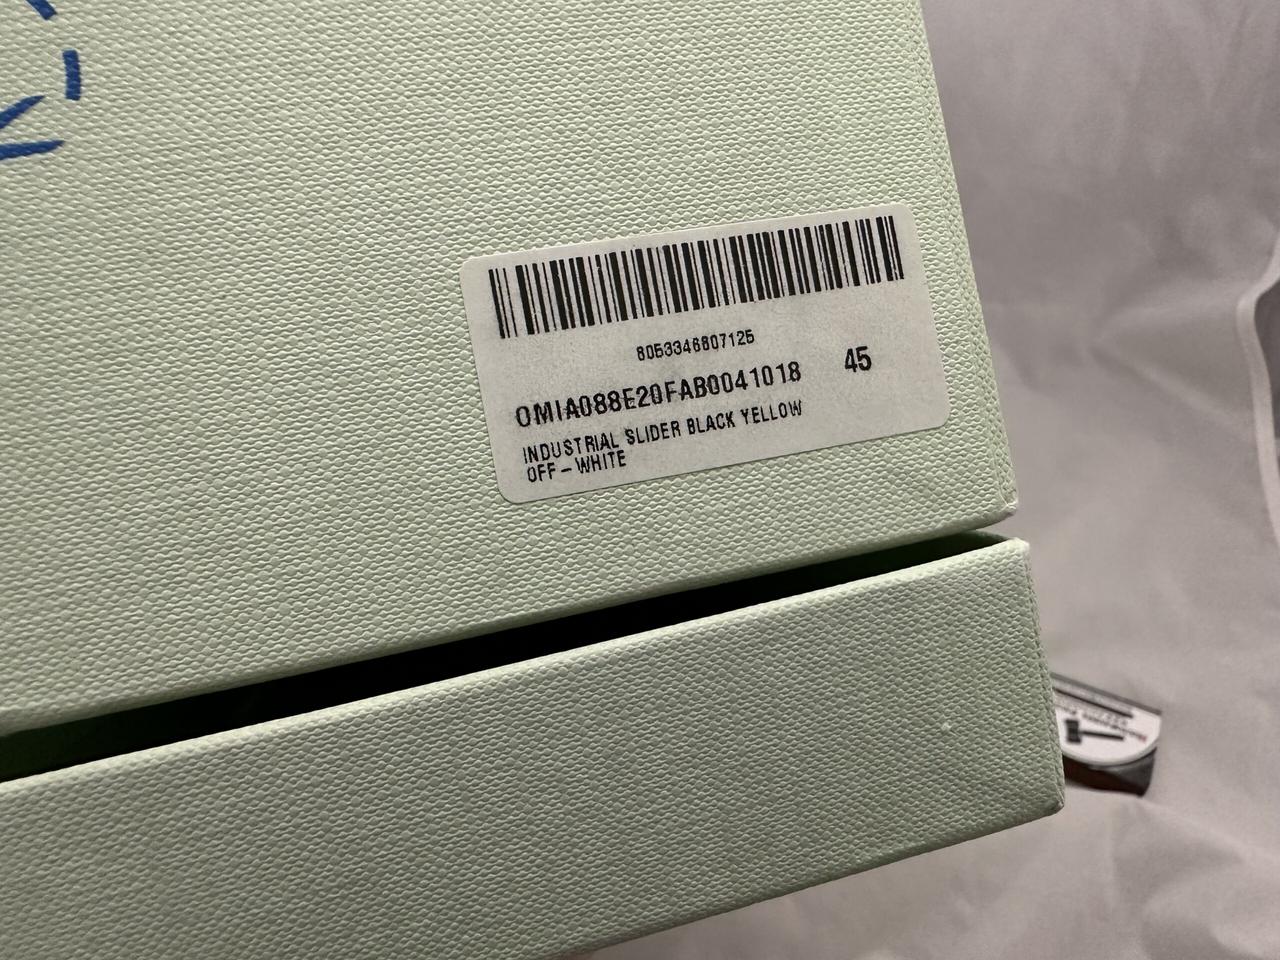 8053346807125
OMIA088E20FAB0041018 45
INDUSTRIAL SLIDER BLACK YELLOW
OFF-WHITE